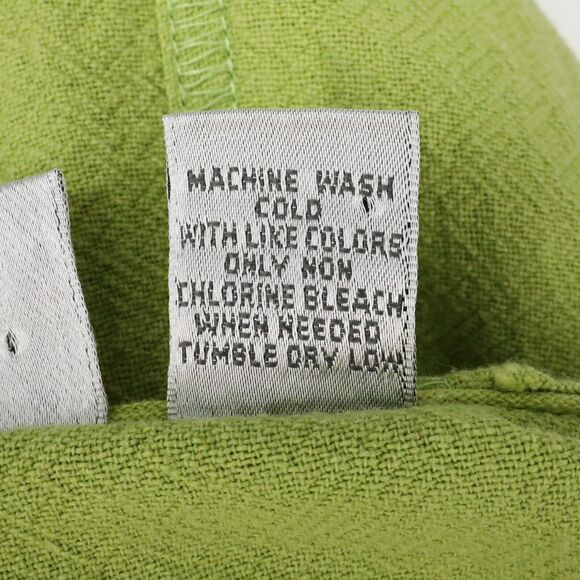 MACHINE WASH
COLD
WITH LIKE COLORS
ONLY NON
CHLORINE BLEACH
WHEN NEEDED
TUMBLE DRY LOW